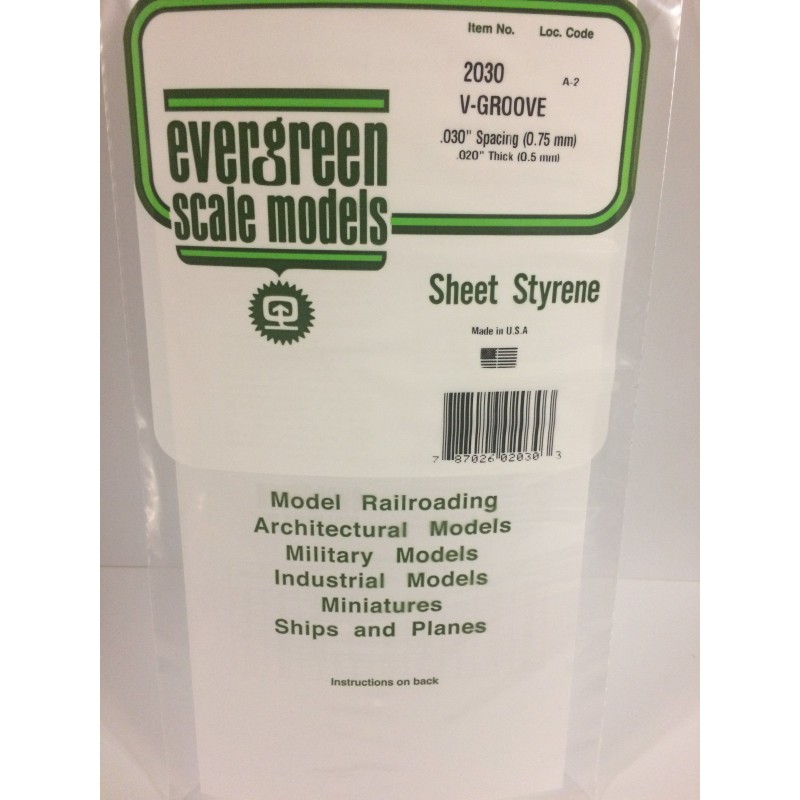 Item No. Loc. Code
2030 A-2
V-GROOVE
.030" Spacing (0.75 mm)
.020" Thick (0.5 mm)
evergreen
scale models
Sheet Styrene
Made in U.S.A
7 87026 02030 3
Model Railroading
Architectural Models
Military Models
Industrial Models
Miniatures
Ships and Planes
Instructions on back